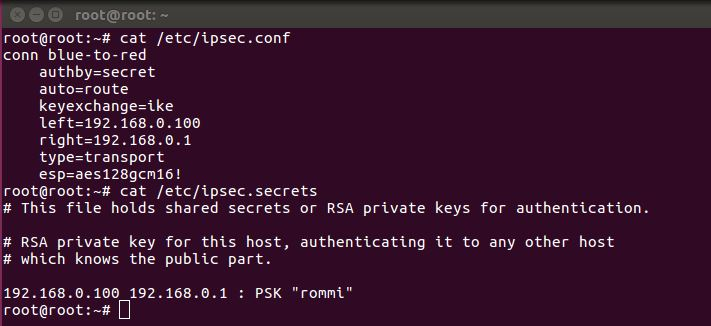 root@root: ~
root@root:~# cat /etc/ipsec.conf
conn blue-to-red
    authby=secret
    auto=route
    keyexchange=ike
    left=192.168.0.100
    right=192.168.0.1
    type=transport
    esp=aes128gcm16!
root@root:~# cat /etc/ipsec.secrets
# This file holds shared secrets or RSA private keys for authentication.

# RSA private key for this host, authenticating it to any other host
# which knows the public part.

192.168.0.100 192.168.0.1 : PSK "rommi"
root@root:~#